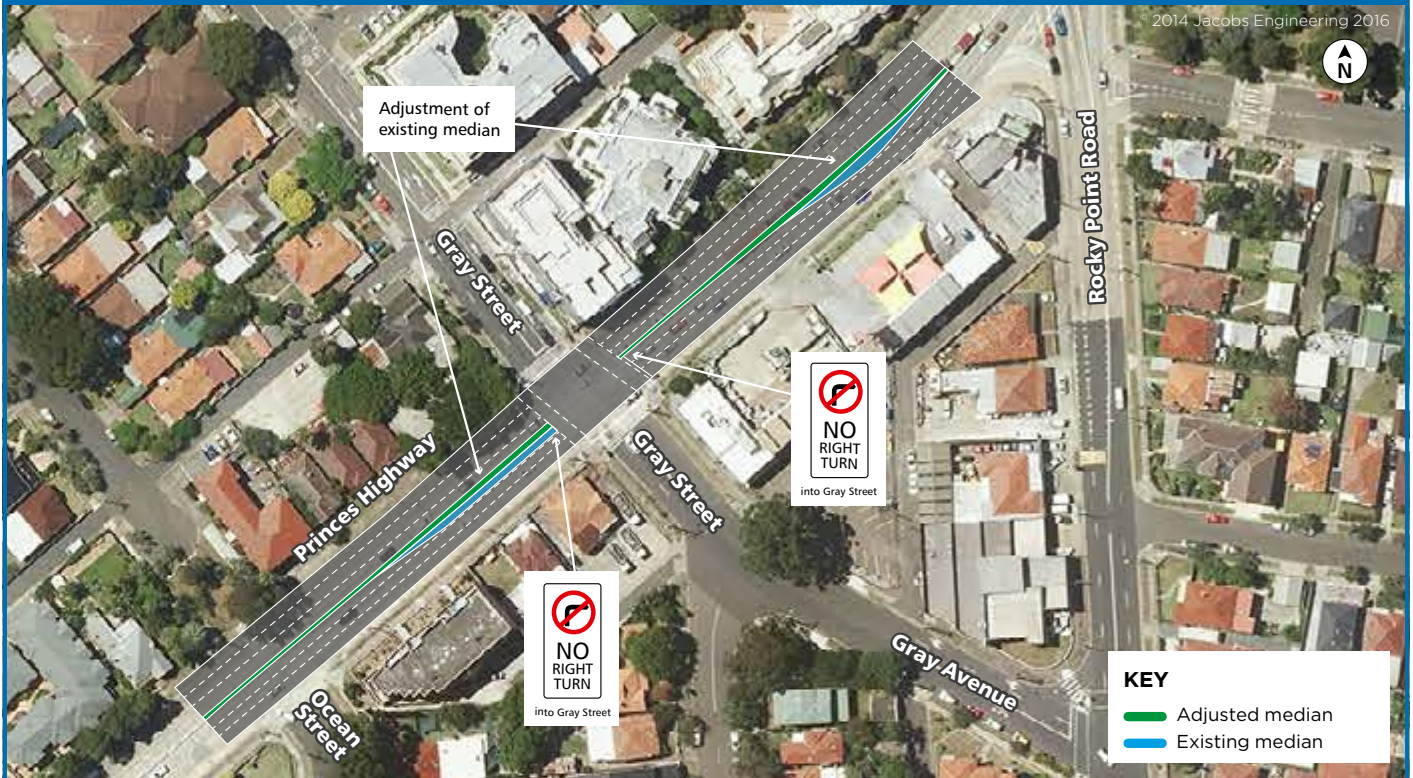 © 2014 Jacobs Engineering 2016
N
Adjustment of
existing median
Rocky Point Road
Gray Street
NO
RIGHT
TURN
into Gray Street
Princes Highway
Gray Street
NO
RIGHT
TURN
into Gray Street
Ocean
Street
Gray Avenue
KEY
Adjusted median
Existing median